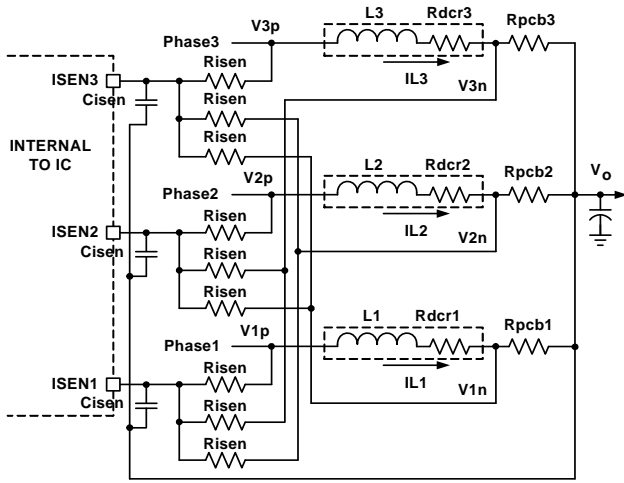 V3p
L3
Rdcr3
Rpcb3
Phase3
ISEN3
Risen
IL3
Cisen
Risen
V3n
INTERNAL
TO IC
Risen
V2p
L2
Rdcr2
Rpcb2
Vo
Phase2
ISEN2
Risen
IL2
V2n
Cisen
Risen
Risen
V1p
L1
Rdcr1
Rpcb1
Phase1
ISEN1
Risen
IL1
V1n
Cisen
Risen
Risen